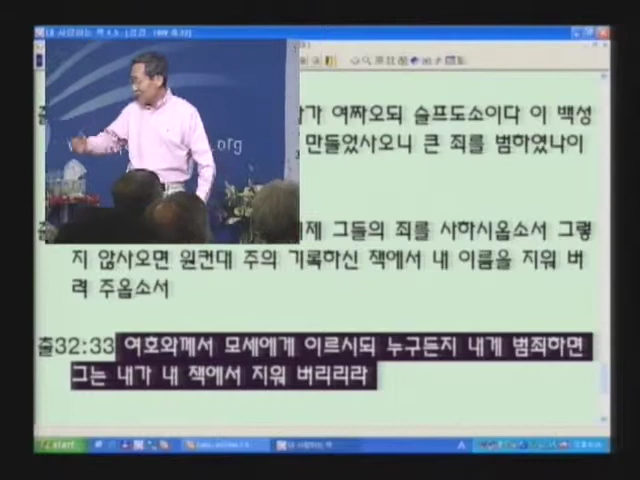 여짜오되 슬프도소이다 이 백성
만들었사오니 큰 죄를 범하였나이
.org
그들의 죄를 사하시옵소서 그렇
지 않사오면 원컨대 주의 기록하신 책에서 내 이름을 지워 버
려 주옵소서
출32:33 여호와께서 모세에게 이르시되 누구든지 내게 범죄하면
그는 내가 내 책에서 지워 버리리라
start